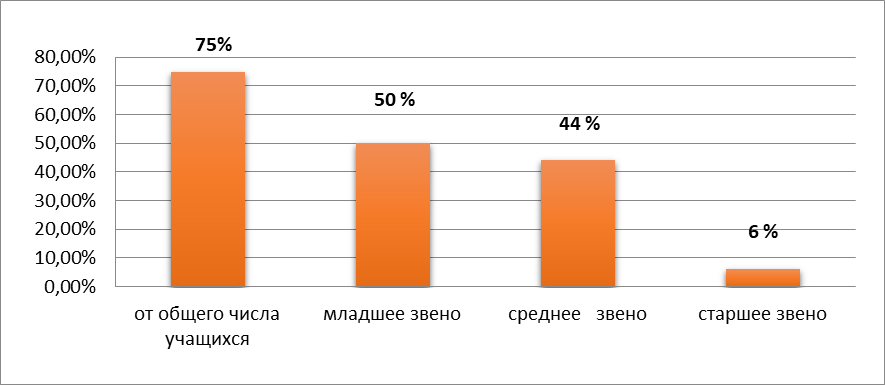 75%
50 %
44 %
6 %
80,00%
70,00%
60,00%
50,00%
40,00%
30,00%
20,00%
10,00%
0,00%
от общего числа
учащихся
младшее звено
среднее звено
старшее звено